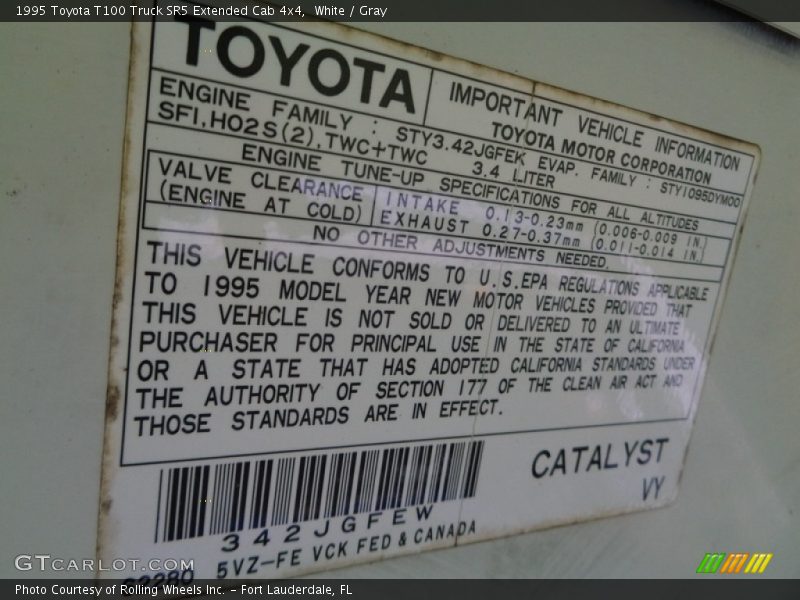 1995 Toyota T100 Truck SR5 Extended Cab 4x4, White / Gray
TOYOTA
IMPORTANT VEHICLE INFORMATION
TOYOTA MOTOR CORPORATION
ENGINE FAMILY : STY3.42JGFEK EVAP. FAMILY : STY1095DYM00
SFI,HO2S(2),TWC+TWC 3.4 LITER
ENGINE TUNE-UP SPECIFICATIONS FOR ALL ALTITUDES
VALVE CLEARANCE INTAKE 0.13-0.23mm (0.006-0.009 IN.)
(ENGINE AT COLD) EXHAUST 0.27-0.37mm (0.011-0.014 IN.)
NO OTHER ADJUSTMENTS NEEDED.
THIS VEHICLE CONFORMS TO U.S.EPA REGULATIONS APPLICABLE
TO 1995 MODEL YEAR NEW MOTOR VEHICLES PROVIDED THAT
THIS VEHICLE IS NOT SOLD OR DELIVERED TO AN ULTIMATE
PURCHASER FOR PRINCIPAL USE IN THE STATE OF CALIFORNIA
OR A STATE THAT HAS ADOPTED CALIFORNIA STANDARDS UNDER
THE AUTHORITY OF SECTION 177 OF THE CLEAN AIR ACT AND
THOSE STANDARDS ARE IN EFFECT.
CATALYST
VY
342JGFEW
62280 5VZ-FE VCK FED & CANADA
GTCARLOT.COM
Photo Courtesy of Rolling Wheels Inc. - Fort Lauderdale, FL